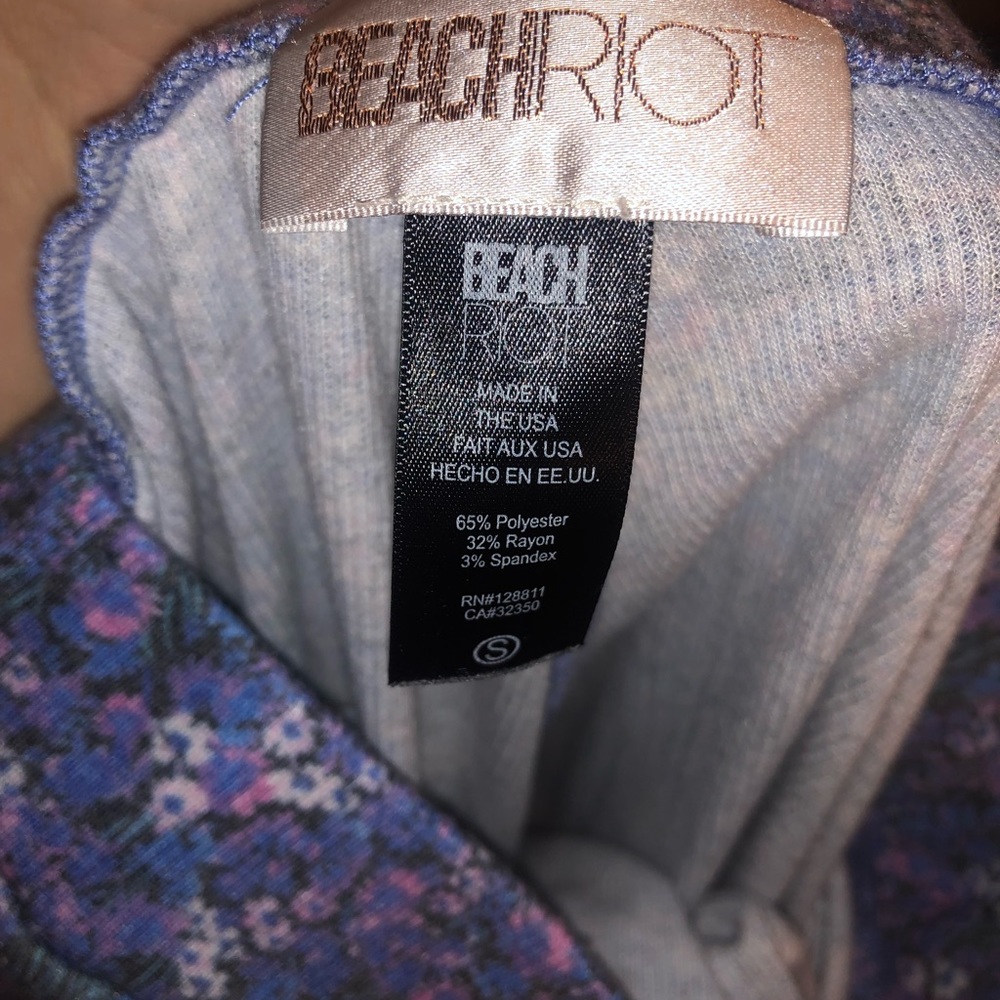 BEACHRIOT
BEACH
RIOT
MADE IN
THE USA
FAIT AUX USA
HECHO EN EE.UU.
65% Polyester
32% Rayon
3% Spandex
RN#128811
CA#32350
S